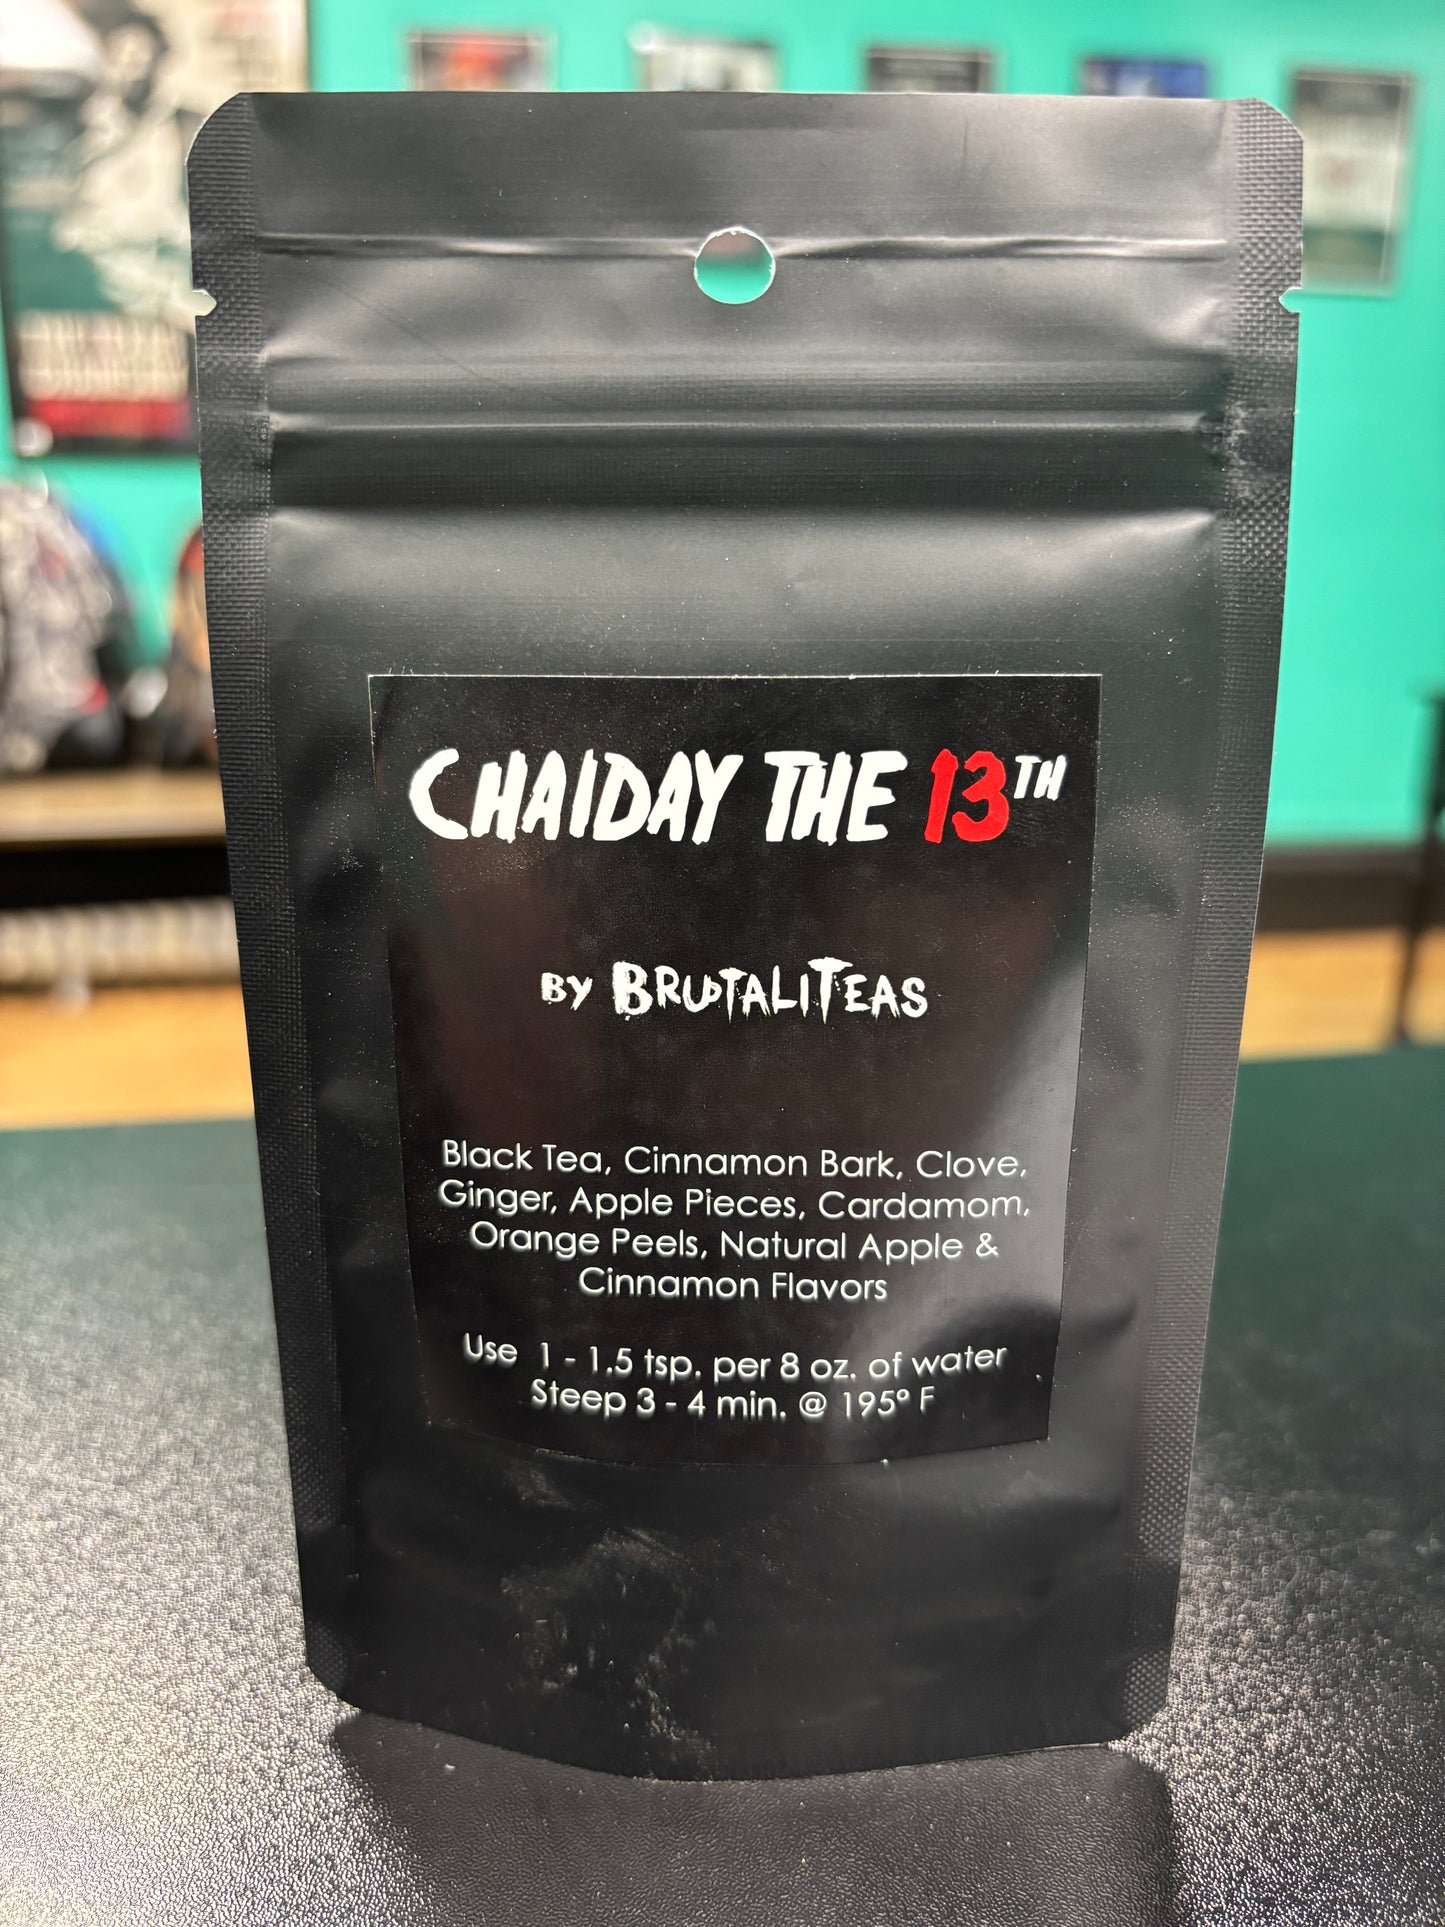 CHAIDAY THE 13TH
BY BRUTALITEAS
Black Tea, Cinnamon Bark, Clove,
Ginger, Apple Pieces, Cardamom,
Orange Peels, Natural Apple &
Cinnamon Flavors
Use 1 - 1.5 tsp. per 8 oz. of water
Steep 3 - 4 min. @ 195° F